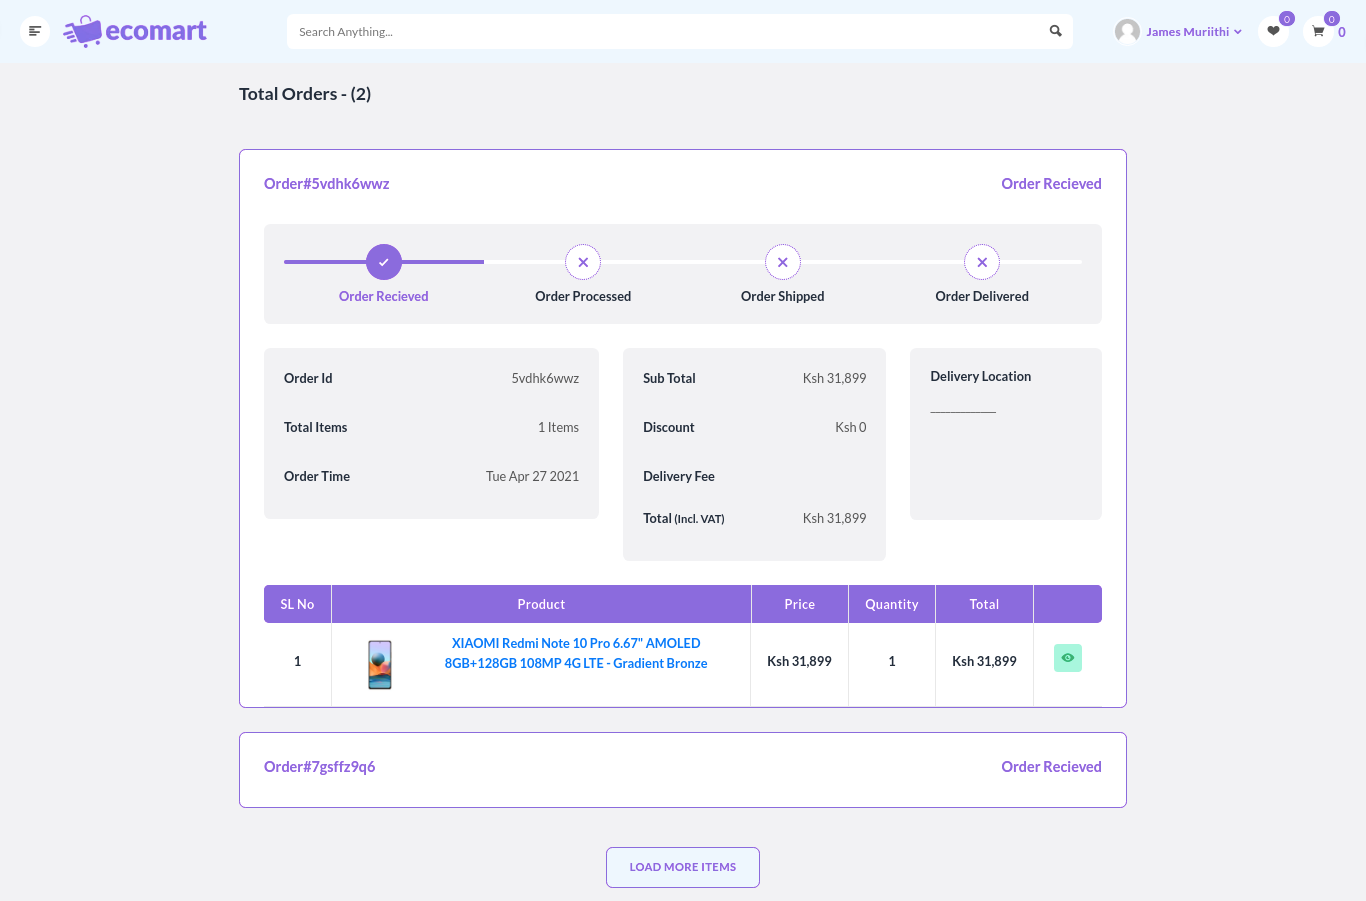 ecomart
Search Anything...
James Muriithi
0
0
0
Total Orders - (2)
Order#5vdhk6wwz
Order Recieved
Order Recieved
Order Processed
Order Shipped
Order Delivered
Order Id
5vdhk6wwz
Total Items
1 Items
Order Time
Tue Apr 27 2021
Sub Total
Ksh 31,899
Discount
Ksh 0
Delivery Fee
Total (Incl. VAT)
Ksh 31,899
Delivery Location
____________
SL No
Product
Price
Quantity
Total
1
XIAOMI Redmi Note 10 Pro 6.67" AMOLED
8GB+128GB 108MP 4G LTE - Gradient Bronze
Ksh 31,899
1
Ksh 31,899
Order#7gsffz9q6
Order Recieved
LOAD MORE ITEMS